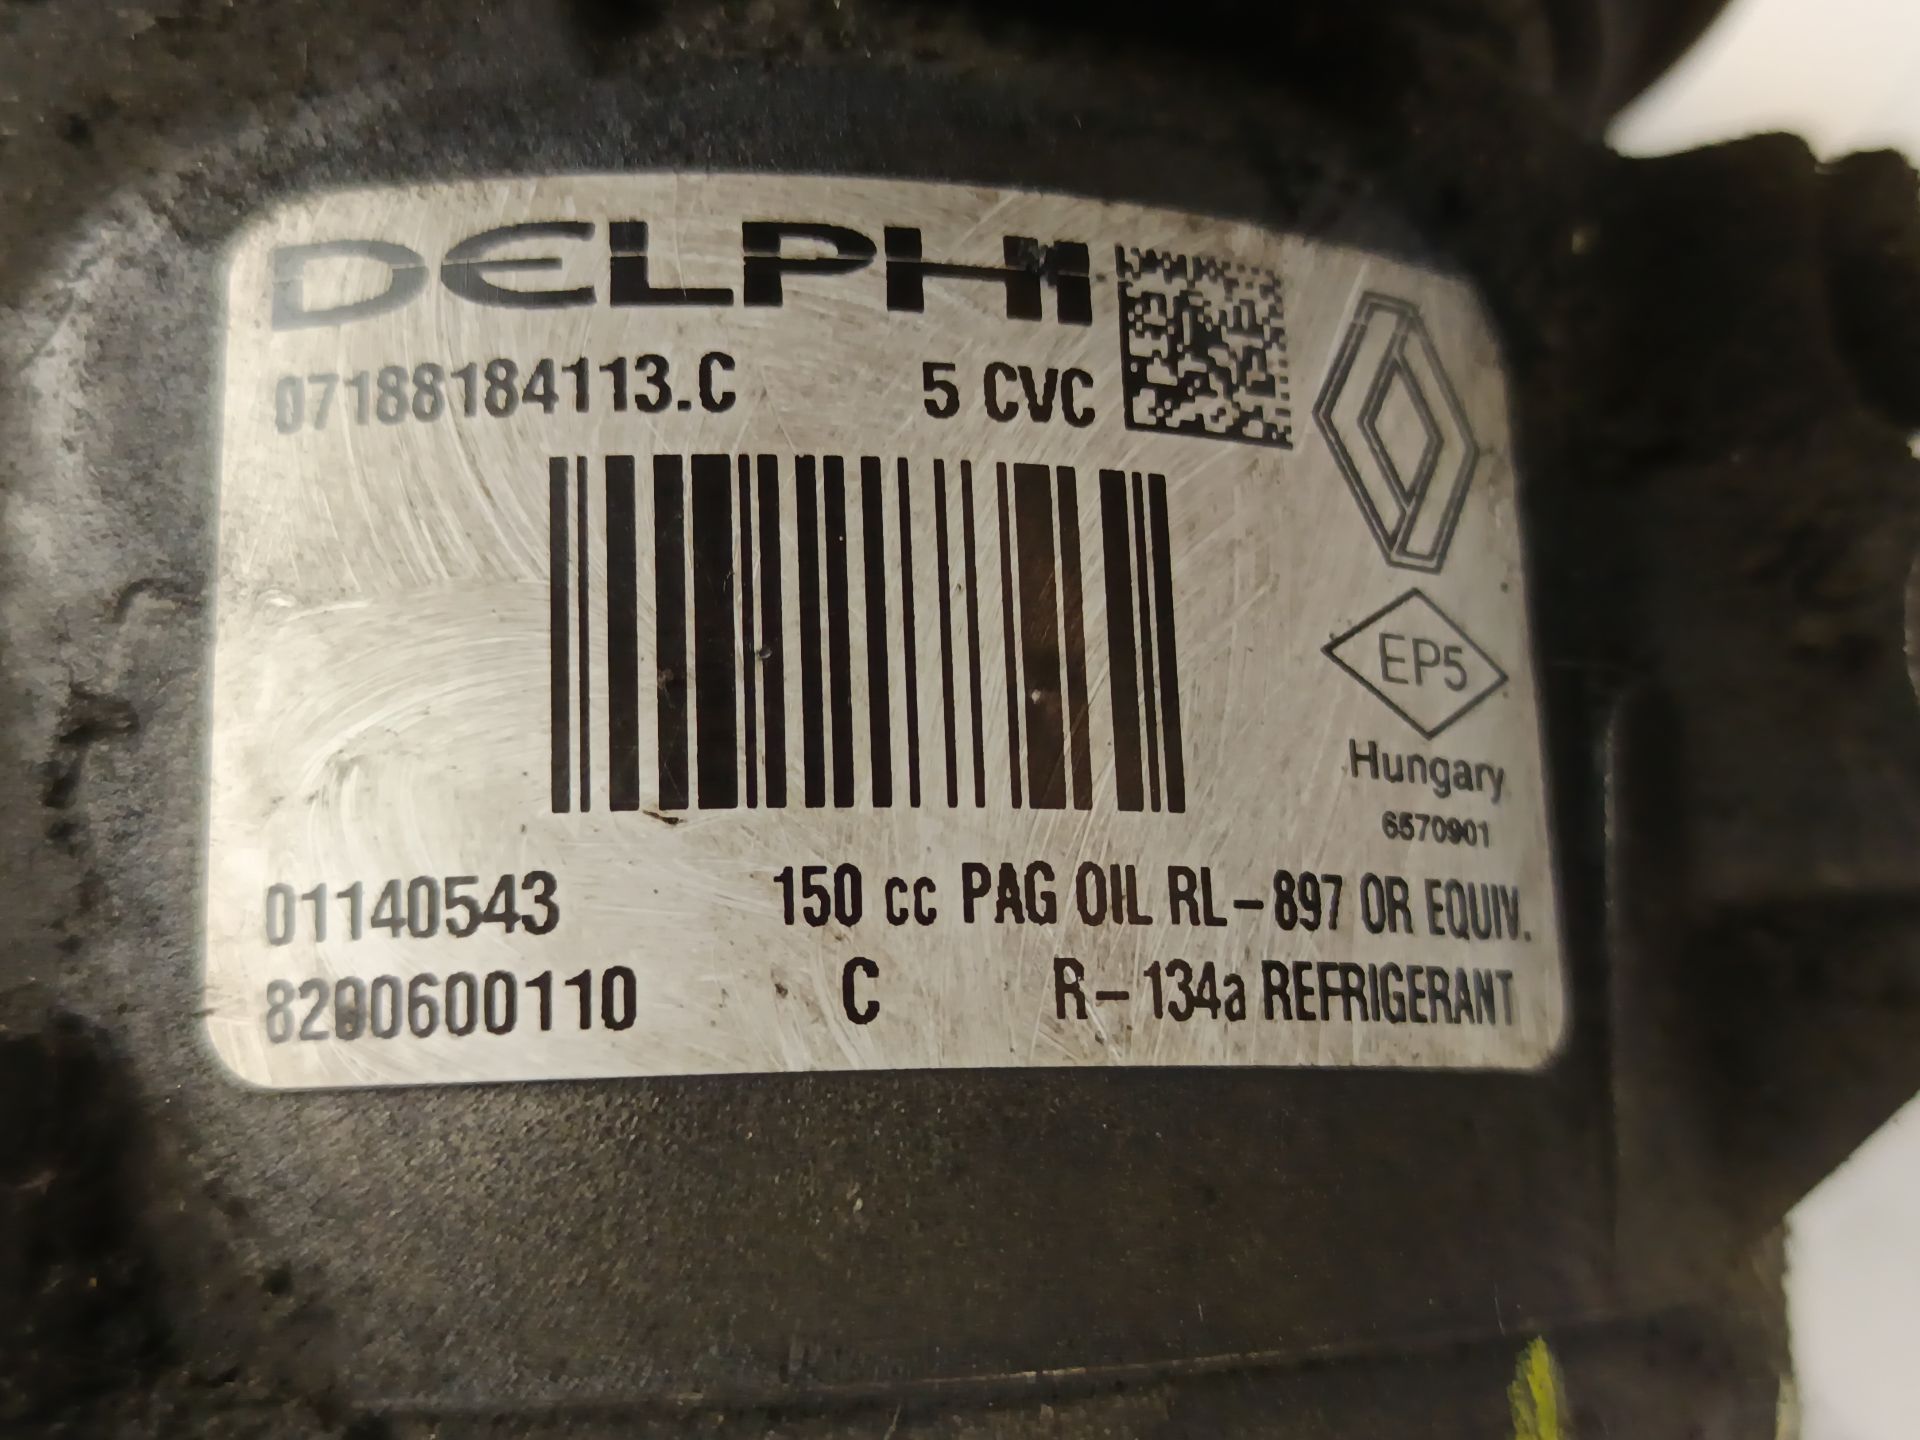 DELPHI
07188184113.C 5 CVC
EP5
Hungary
6570901
01140543 150 cc PAG OIL RL-897 OR EQUIV.
8200600110 C R-134a REFRIGERANT